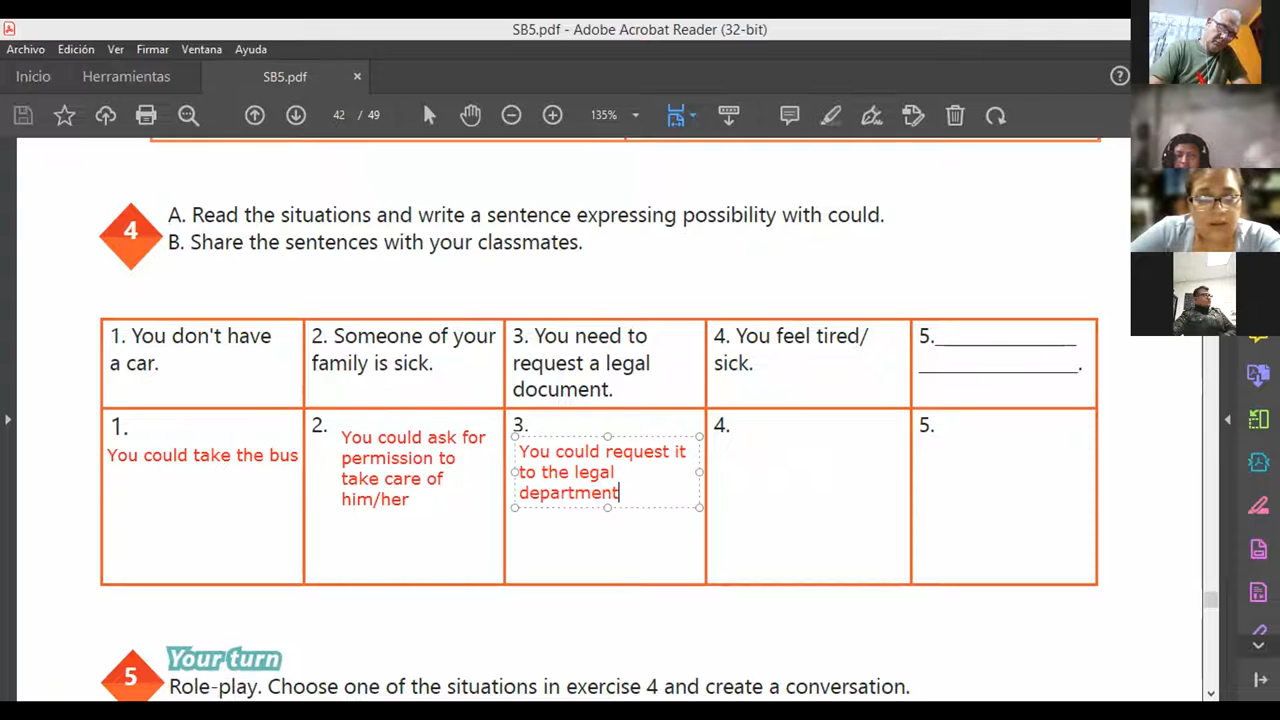 SB5.pdf - Adobe Acrobat Reader (32-bit)
Archivo Edición Ver Firmar Ventana Ayuda
Inicio Herramientas SB5.pdf ×
42 / 49 135%
4
A. Read the situations and write a sentence expressing possibility with could.
B. Share the sentences with your classmates.
1. You don't have
a car.
2. Someone of your
family is sick.
3. You need to
request a legal
document.
4. You feel tired/
sick.
5.______________
_________________.
1.
You could take the bus
2.
You could ask for
permission to
take care of
him/her
3.
You could request it
to the legal
department
4.
5.
5
Your turn
Role-play. Choose one of the situations in exercise 4 and create a conversation.